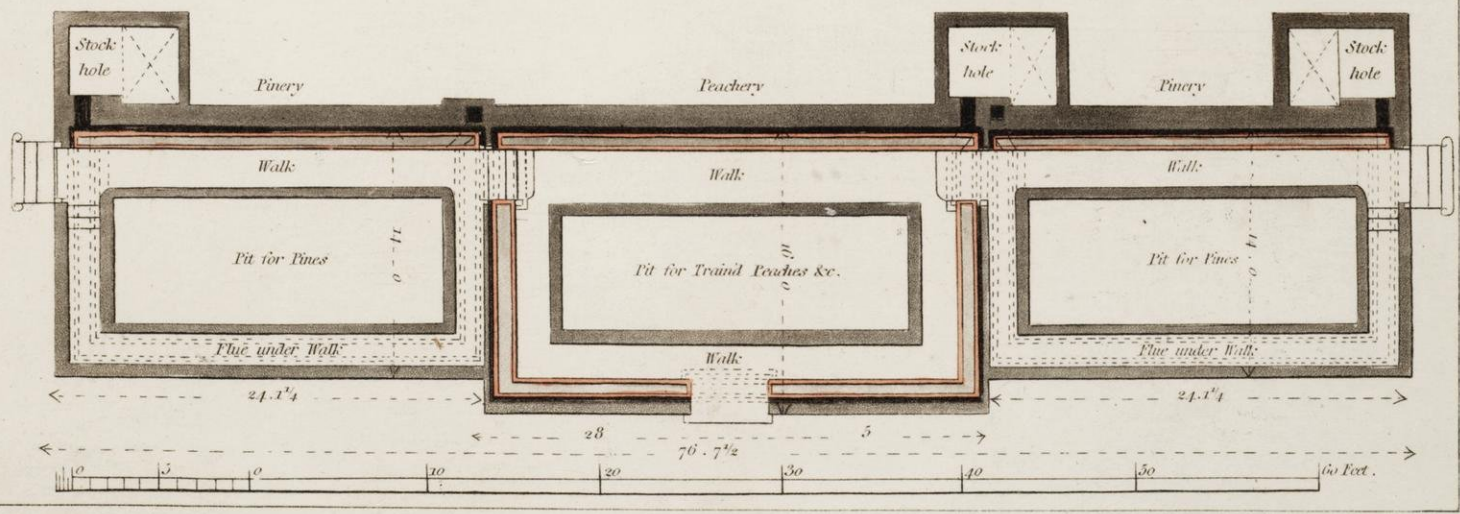 Stock
hole
Pinery
Peachery
Stock
hole
Pinery
Stock
hole
Walk
Walk
Walk
Pit for Pines
14 - 0
Pit for Traind Peaches &c.
16 - 0
Pit for Pines
14 - 0
Flue under Walk
Walk
Flue under Walk
24.1¼
24.1¼
28 5
76.7½
0 5 0 10 20 30 40 50 60 Feet.